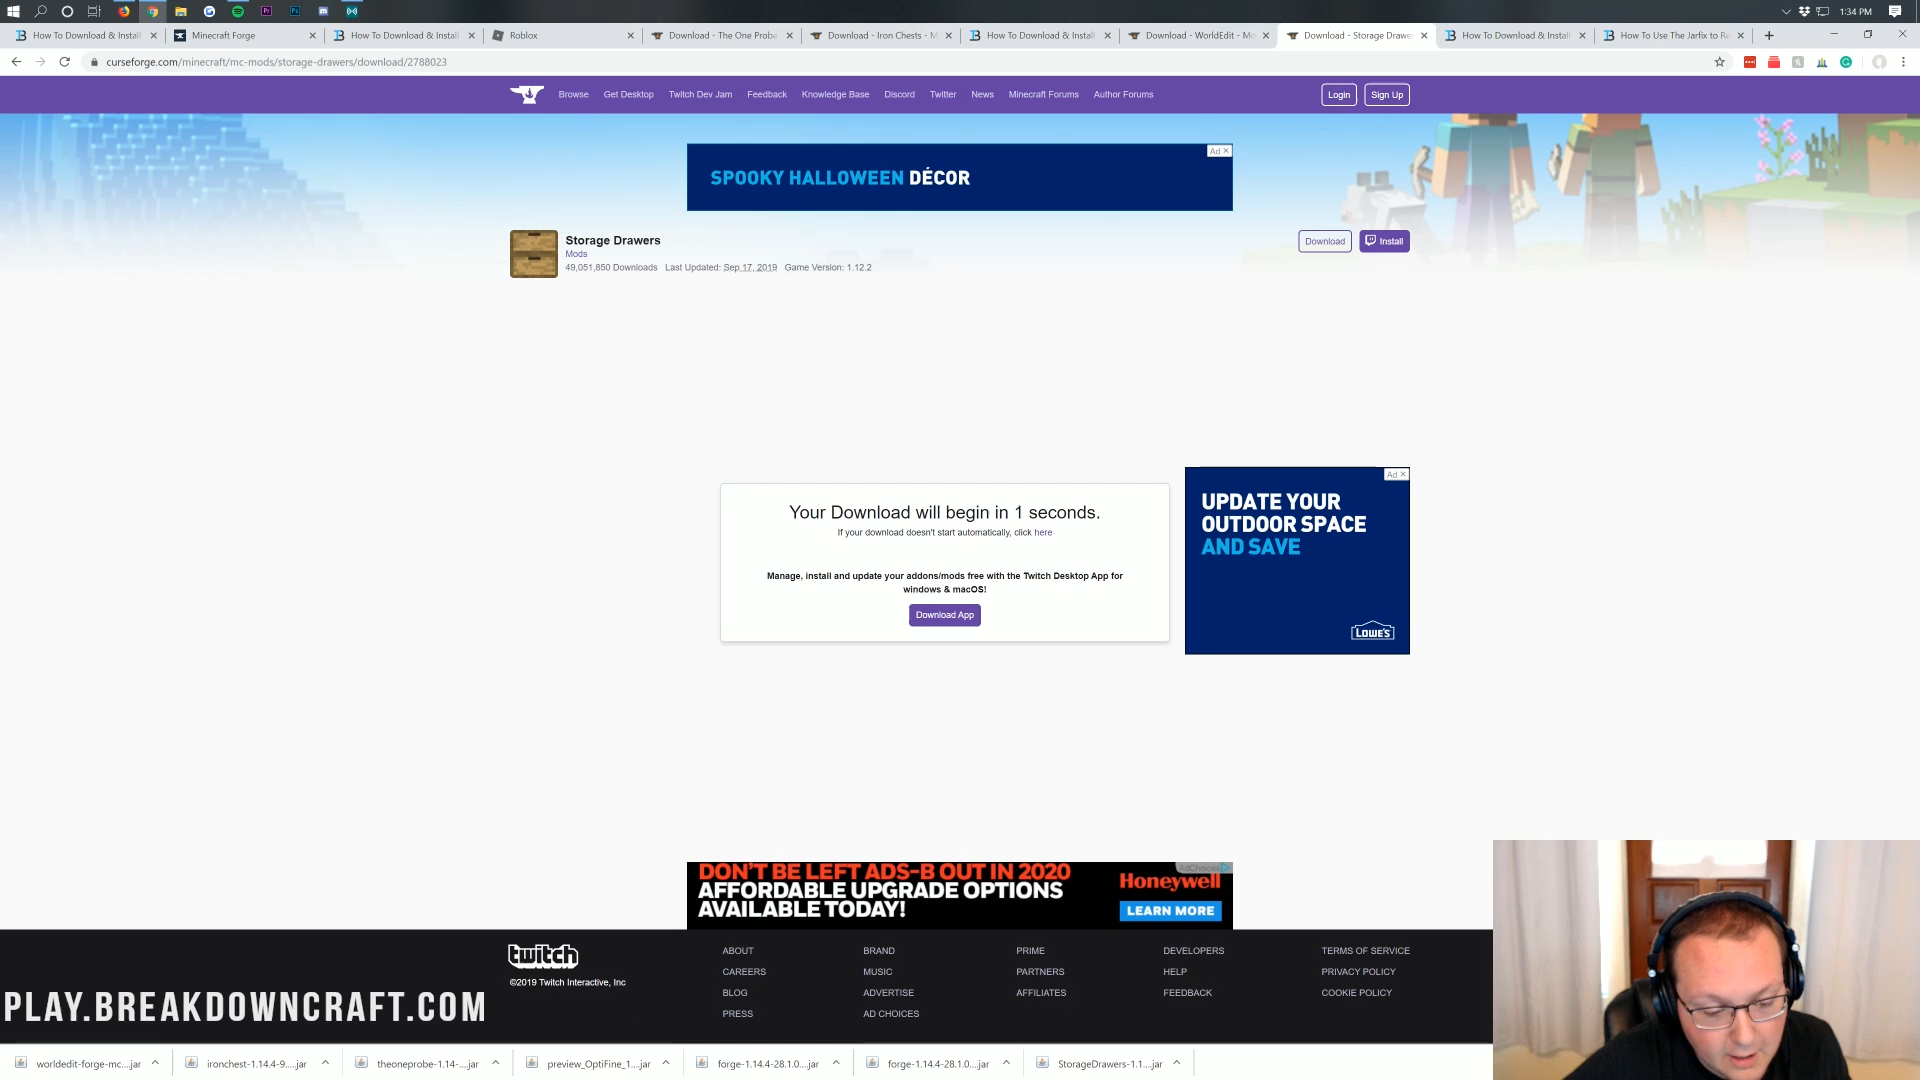 1:34 PM
How To Download & Install
Minecraft Forge
How To Download & Install
Roblox
Download - The One Probe
Download - Iron Chests - M
How To Download & Install
Download - WorldEdit - Mo
Download - Storage Drawer
How To Download & Install
How To Use The Jarfix to Re
curseforge.com/minecraft/mc-mods/storage-drawers/download/2788023
Browse
Get Desktop
Twitch Dev Jam
Feedback
Knowledge Base
Discord
Twitter
News
Minecraft Forums
Author Forums
Login
Sign Up
Ad
SPOOKY HALLOWEEN DÉCOR
Storage Drawers
Mods
49,051,850 Downloads Last Updated: Sep 17, 2019 Game Version: 1.12.2
Download
Install
Your Download will begin in 1 seconds.
If your download doesn't start automatically, click here
Manage, install and update your addons/mods free with the Twitch Desktop App for
windows & macOS!
Download App
Ad
UPDATE YOUR
OUTDOOR SPACE
AND SAVE
LOWE'S
DON'T BE LEFT ADS-B OUT IN 2020
AFFORDABLE UPGRADE OPTIONS
AVAILABLE TODAY!
AdChoices
Honeywell
LEARN MORE
twitch
©2019 Twitch Interactive, Inc
ABOUT
CAREERS
BLOG
PRESS
BRAND
MUSIC
ADVERTISE
AD CHOICES
PRIME
PARTNERS
AFFILIATES
DEVELOPERS
HELP
FEEDBACK
TERMS OF SERVICE
PRIVACY POLICY
COOKIE POLICY
PLAY.BREAKDOWNCRAFT.COM
worldedit-forge-mc....jar
ironchest-1.14.4-9....jar
theoneprobe-1.14-....jar
preview_OptiFine_1....jar
forge-1.14.4-28.1.0....jar
forge-1.14.4-28.1.0....jar
StorageDrawers-1.1....jar